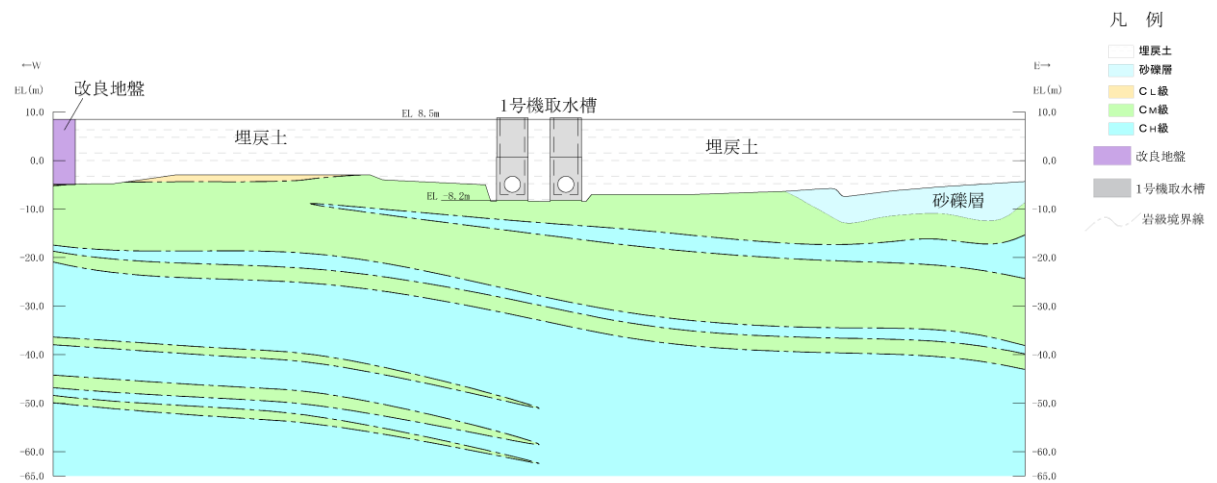 凡 例
埋戻土
砂礫層
CL級
CM級
CH級
改良地盤
1号機取水槽
岩級境界線
←W
E→
EL(m)
EL(m)
改良地盤
1号機取水槽
EL 8.5m
埋戻土
埋戻土
EL -8.2m
砂礫層
10.0
0.0
-10.0
-20.0
-30.0
-40.0
-50.0
-60.0
-65.0
10.0
0.0
-10.0
-20.0
-30.0
-40.0
-50.0
-60.0
-65.0